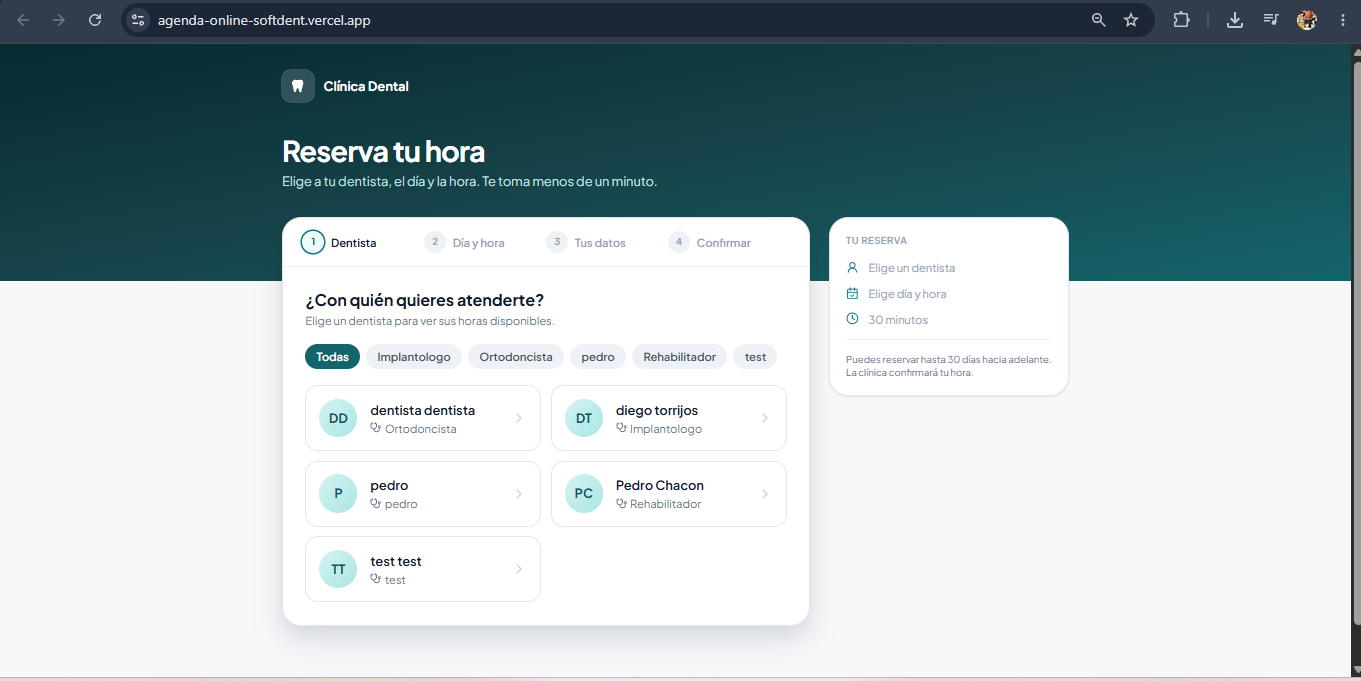 agenda-online-softdent.vercel.app
Clínica Dental
Reserva tu hora
Elige a tu dentista, el día y la hora. Te toma menos de un minuto.
1 Dentista
2 Día y hora
3 Tus datos
4 Confirmar
¿Con quién quieres atenderte?
Elige un dentista para ver sus horas disponibles.
Todas
Implantologo
Ortodoncista
pedro
Rehabilitador
test
DD
dentista dentista
Ortodoncista
DT
diego torrijos
Implantologo
P
pedro
pedro
PC
Pedro Chacon
Rehabilitador
TT
test test
test
TU RESERVA
Elige un dentista
Elige día y hora
30 minutos
Puedes reservar hasta 30 días hacia adelante.
La clínica confirmará tu hora.